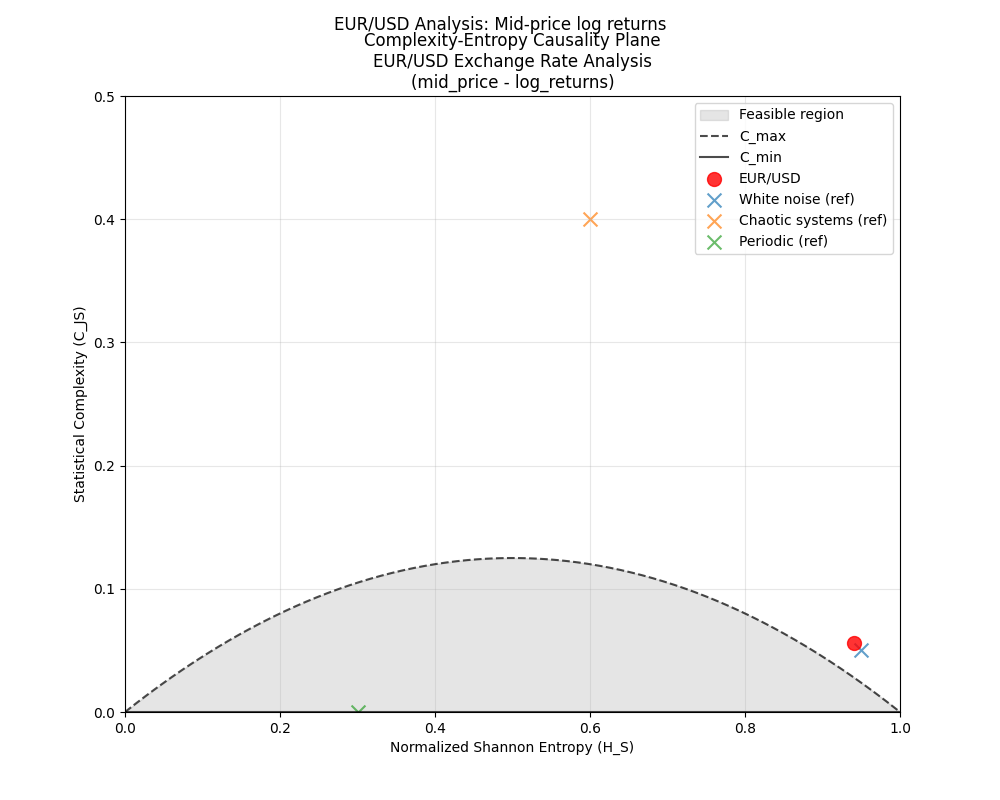 EUR/USD Analysis: Mid-price log returns
Complexity-Entropy Causality Plane
EUR/USD Exchange Rate Analysis
(mid_price - log_returns)
0.5
0.4
0.3
0.2
0.1
0.0
Statistical Complexity (C_JS)
Feasible region
C_max
C_min
EUR/USD
White noise (ref)
Chaotic systems (ref)
Periodic (ref)
0.0 0.2 0.4 0.6 0.8 1.0
Normalized Shannon Entropy (H_S)